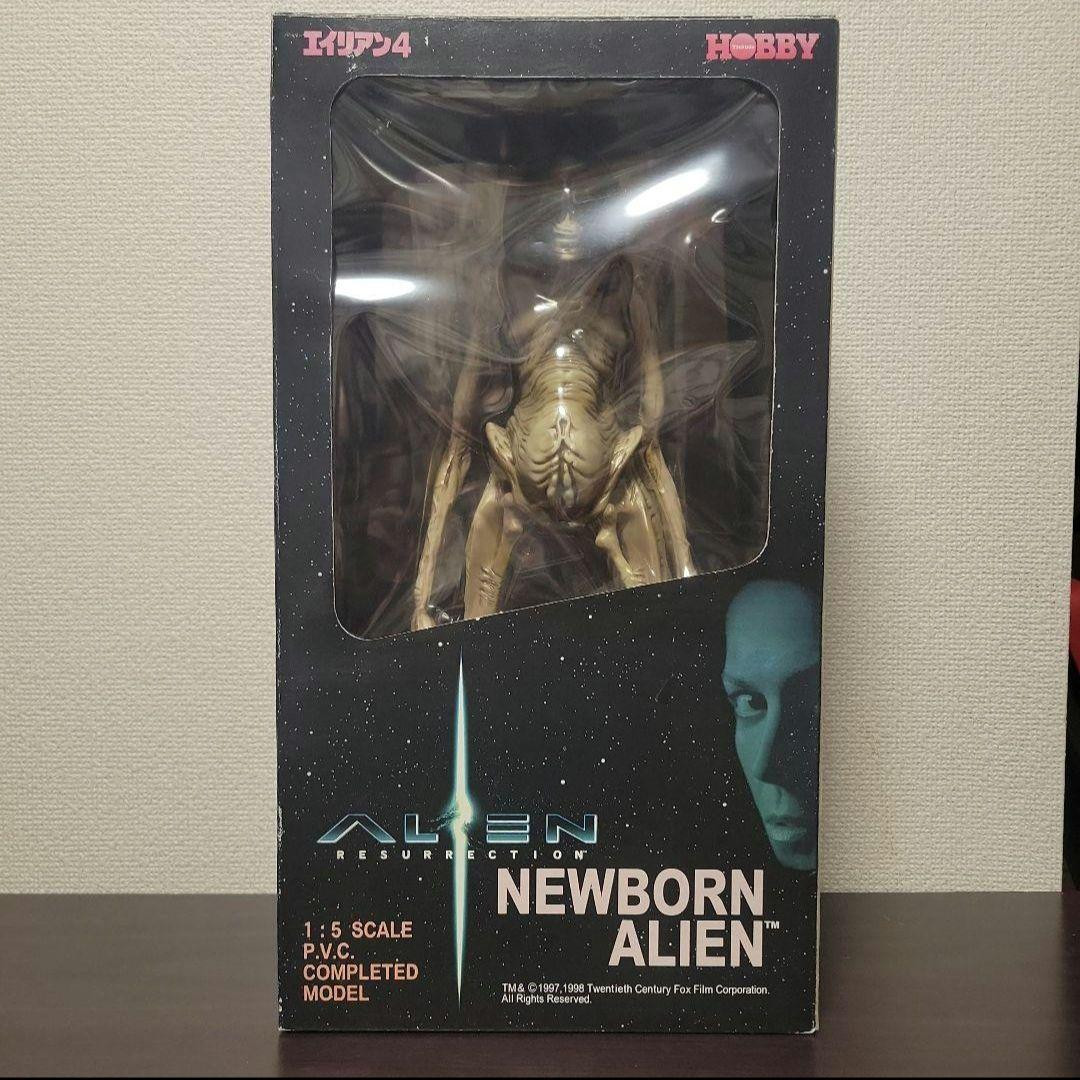 エイリアン4
HOBBY
ALIEN
RESURRECTION
NEWBORN
ALIEN™
1:5 SCALE
P.V.C.
COMPLETED
MODEL
TM & ©1997,1998 Twentieth Century Fox Film Corporation.
All Rights Reserved.